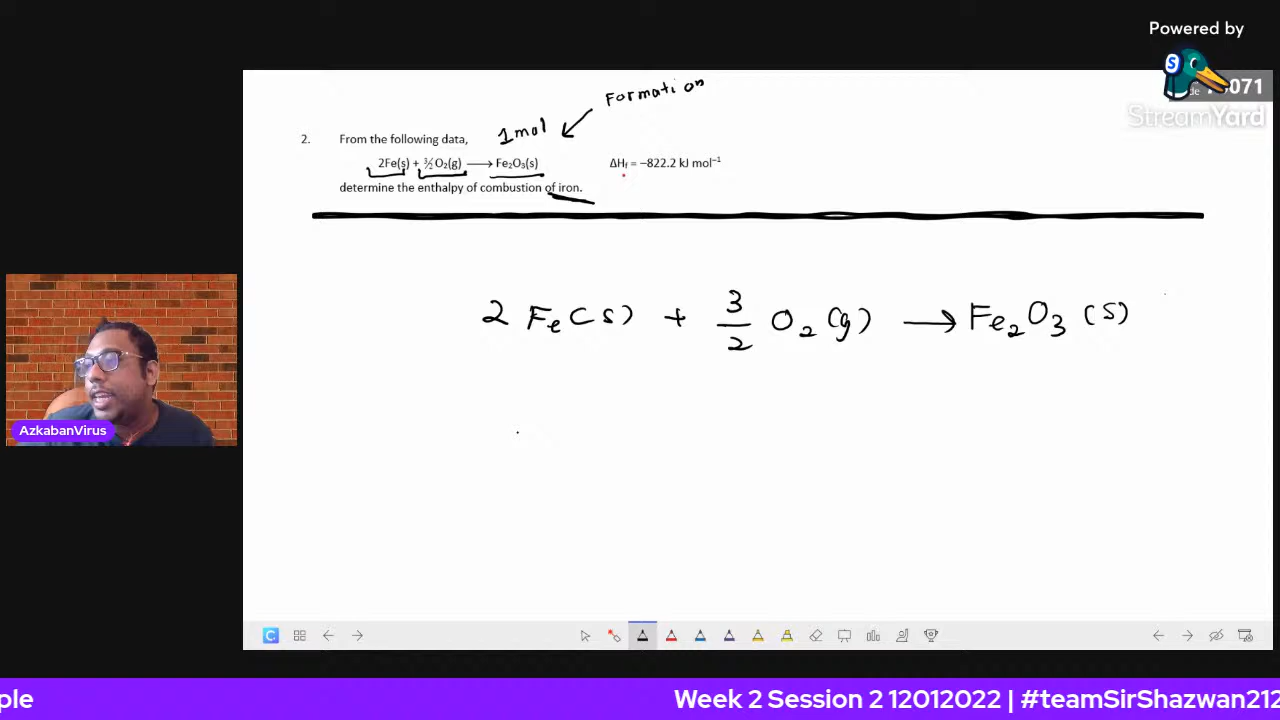 Powered by
071
StreamYard
Formation
1mol
2. From the following data,
2Fe(s) + ³⁄₂ O₂(g) ⟶ Fe₂O₃(s) ΔHf = −822.2 kJ mol⁻¹
determine the enthalpy of combustion of iron.
2 Fe(s) + 3/2 O₂(g) ⟶ Fe₂O₃(s)
AzkabanVirus
ple
Week 2 Session 2 12012022 | #teamSirShazwan212